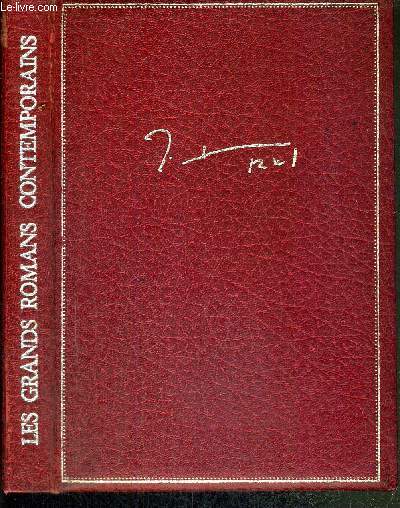 LES GRANDS ROMANS CONTEMPORAINS
Le-livre.com